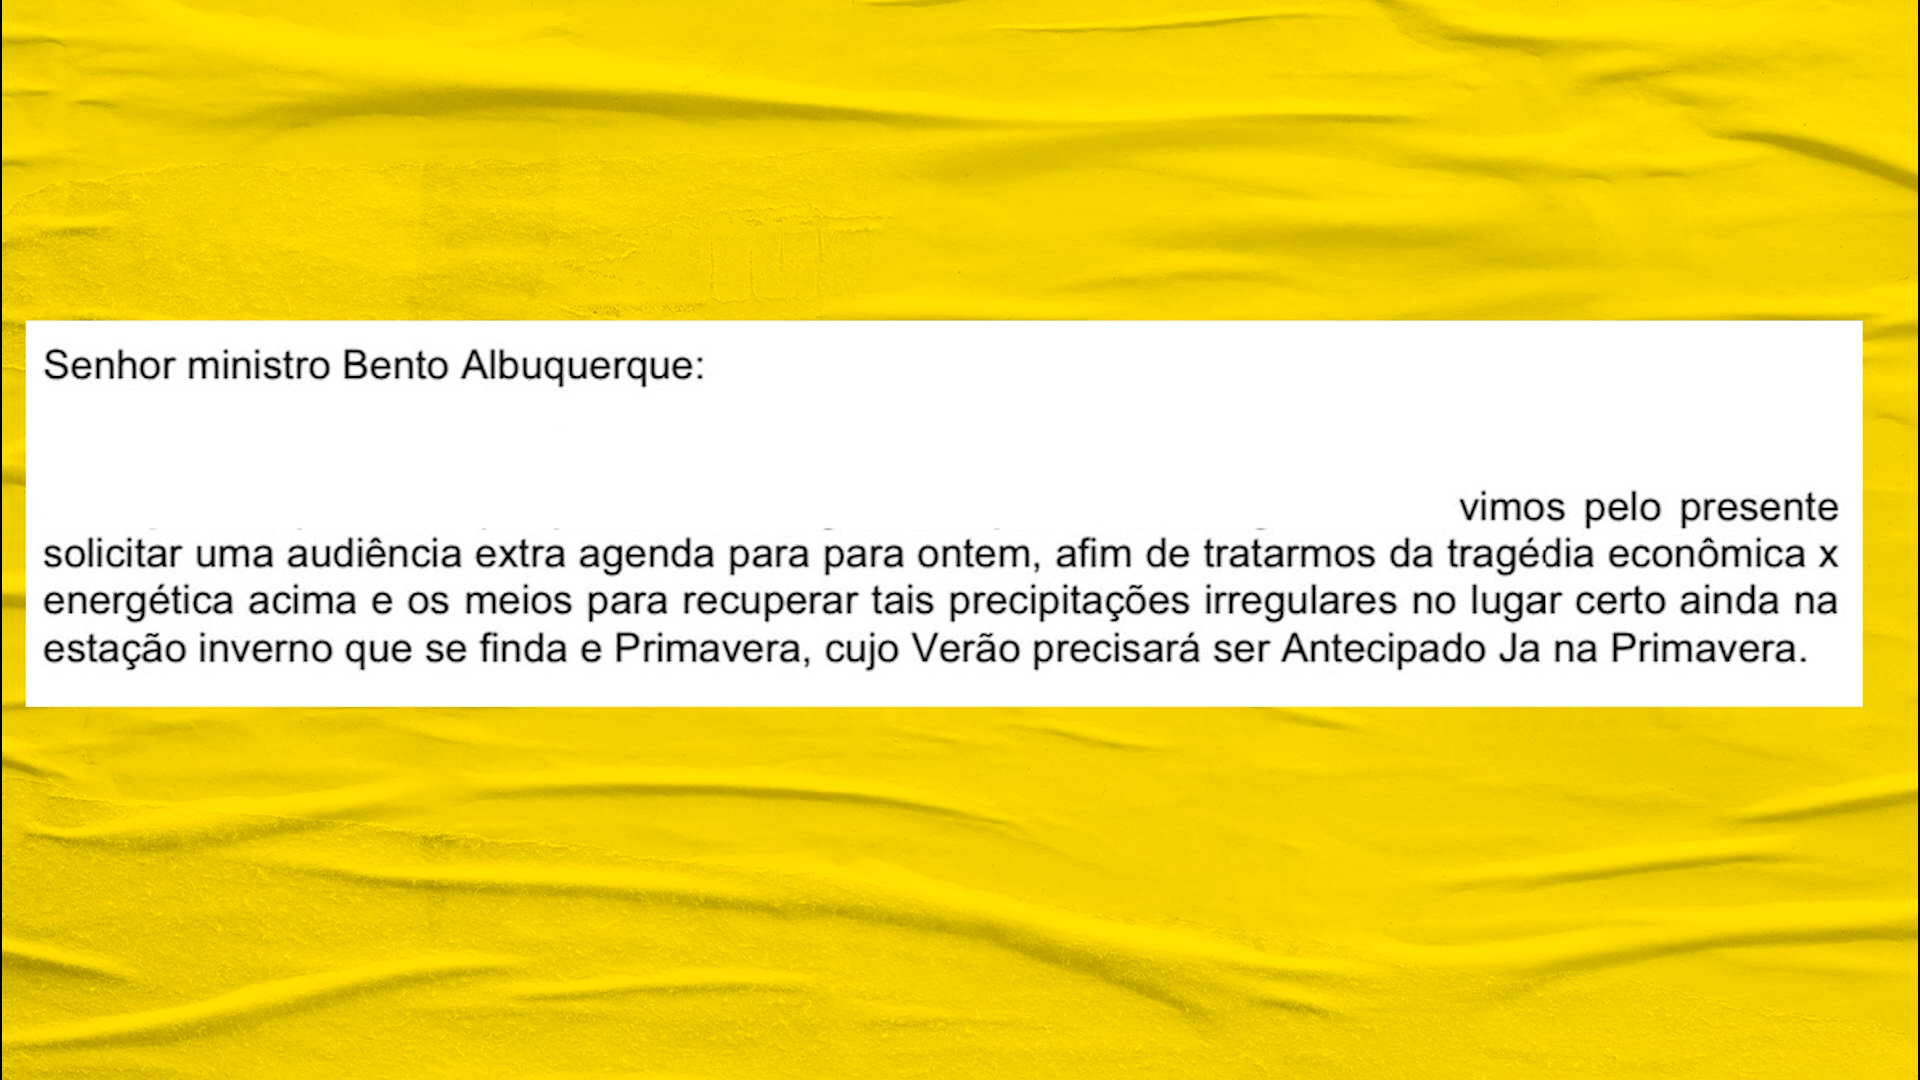 Senhor ministro Bento Albuquerque:
vimos pelo presente
solicitar uma audiência extra agenda para para ontem, afim de tratarmos da tragédia econômica x
energética acima e os meios para recuperar tais precipitações irregulares no lugar certo ainda na
estação inverno que se finda e Primavera, cujo Verão precisará ser Antecipado Ja na Primavera.